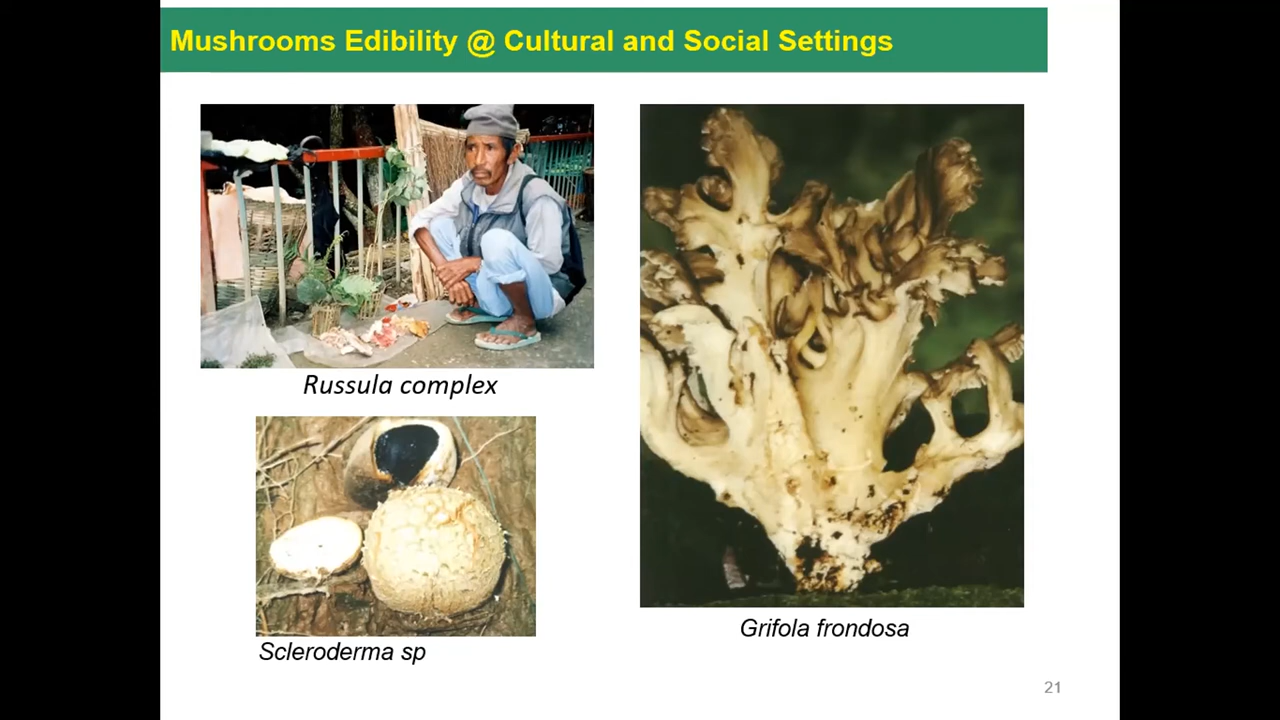 Mushrooms Edibility @ Cultural and Social Settings
Russula complex
Scleroderma sp
Grifola frondosa
21